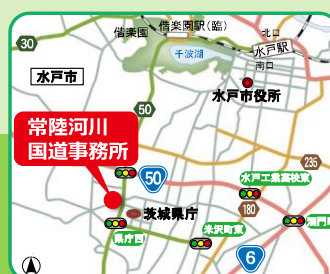 偕楽園駅(臨)
偕楽園
北口
水戸駅
南口
千波湖
30
水戸市
水戸市役所
50
常陸河川
国道事務所
50
水戸工業高校東
235
180
茨城県庁
県庁西
米沢町東
6